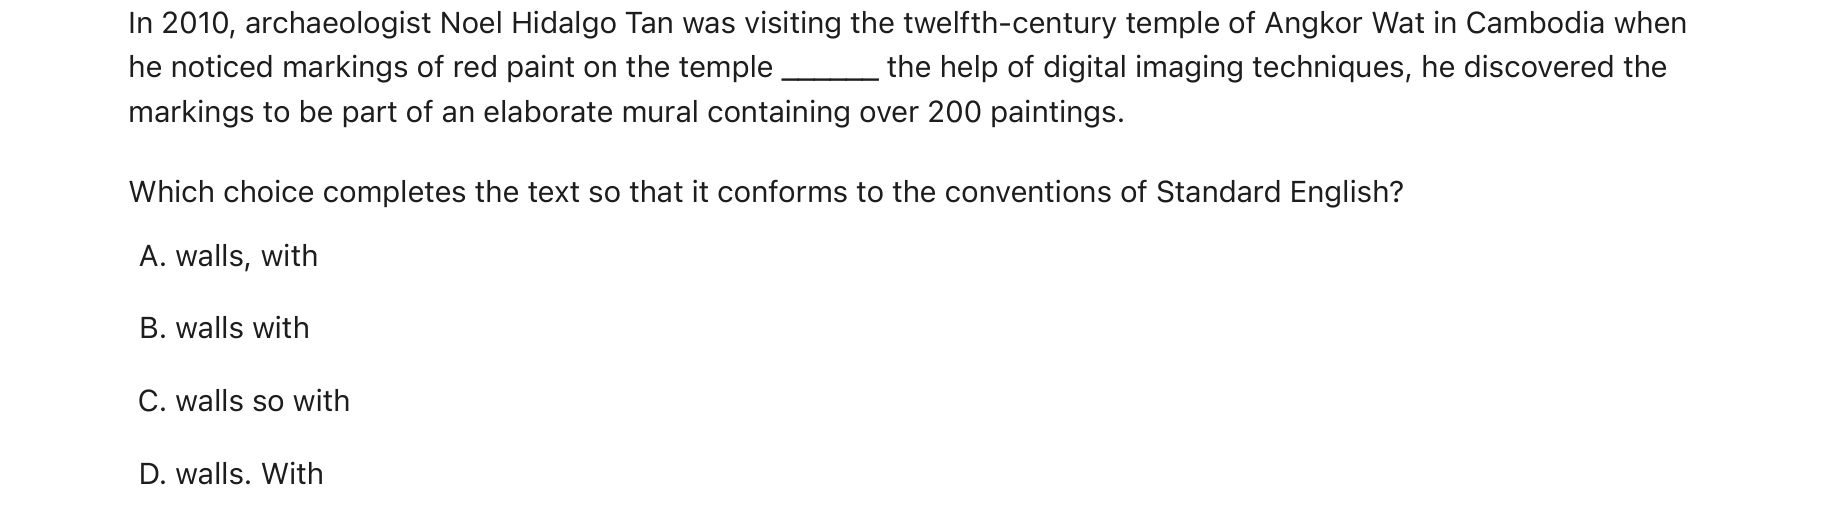 In 2010, archaeologist Noel Hidalgo Tan was visiting the twelfth-century temple of Angkor Wat in Cambodia when
he noticed markings of red paint on the temple ______ the help of digital imaging techniques, he discovered the
markings to be part of an elaborate mural containing over 200 paintings.
Which choice completes the text so that it conforms to the conventions of Standard English?
A. walls, with
B. walls with
C. walls so with
D. walls. With